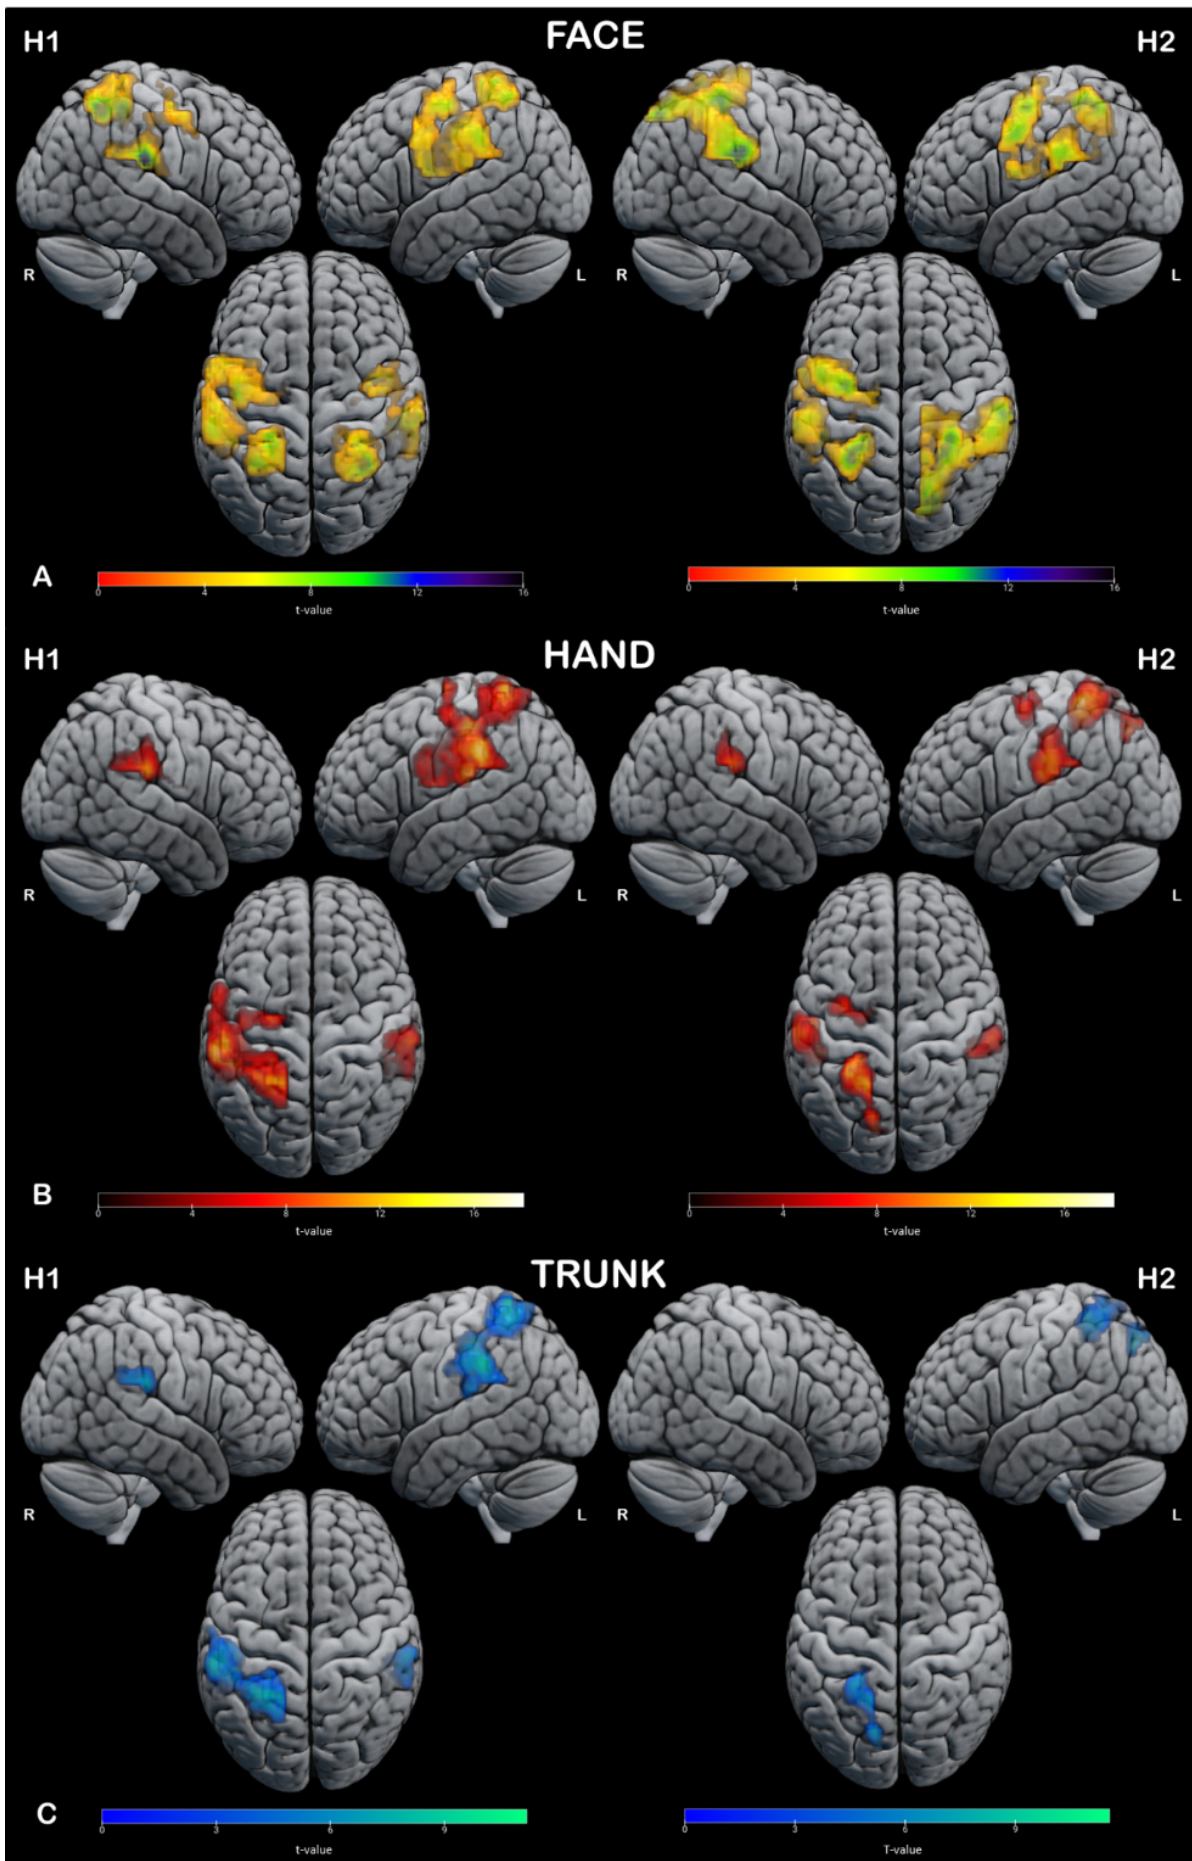 H1 FACE H2
R L R L
A
0 4 8 12 16
t-value
0 4 8 12 16
t-value
H1 HAND H2
R L R L
B
0 4 8 12 16
t-value
0 4 8 12 16
t-value
H1 TRUNK H2
R L R L
C
0 3 6 9
t-value
0 3 6 9
T-value